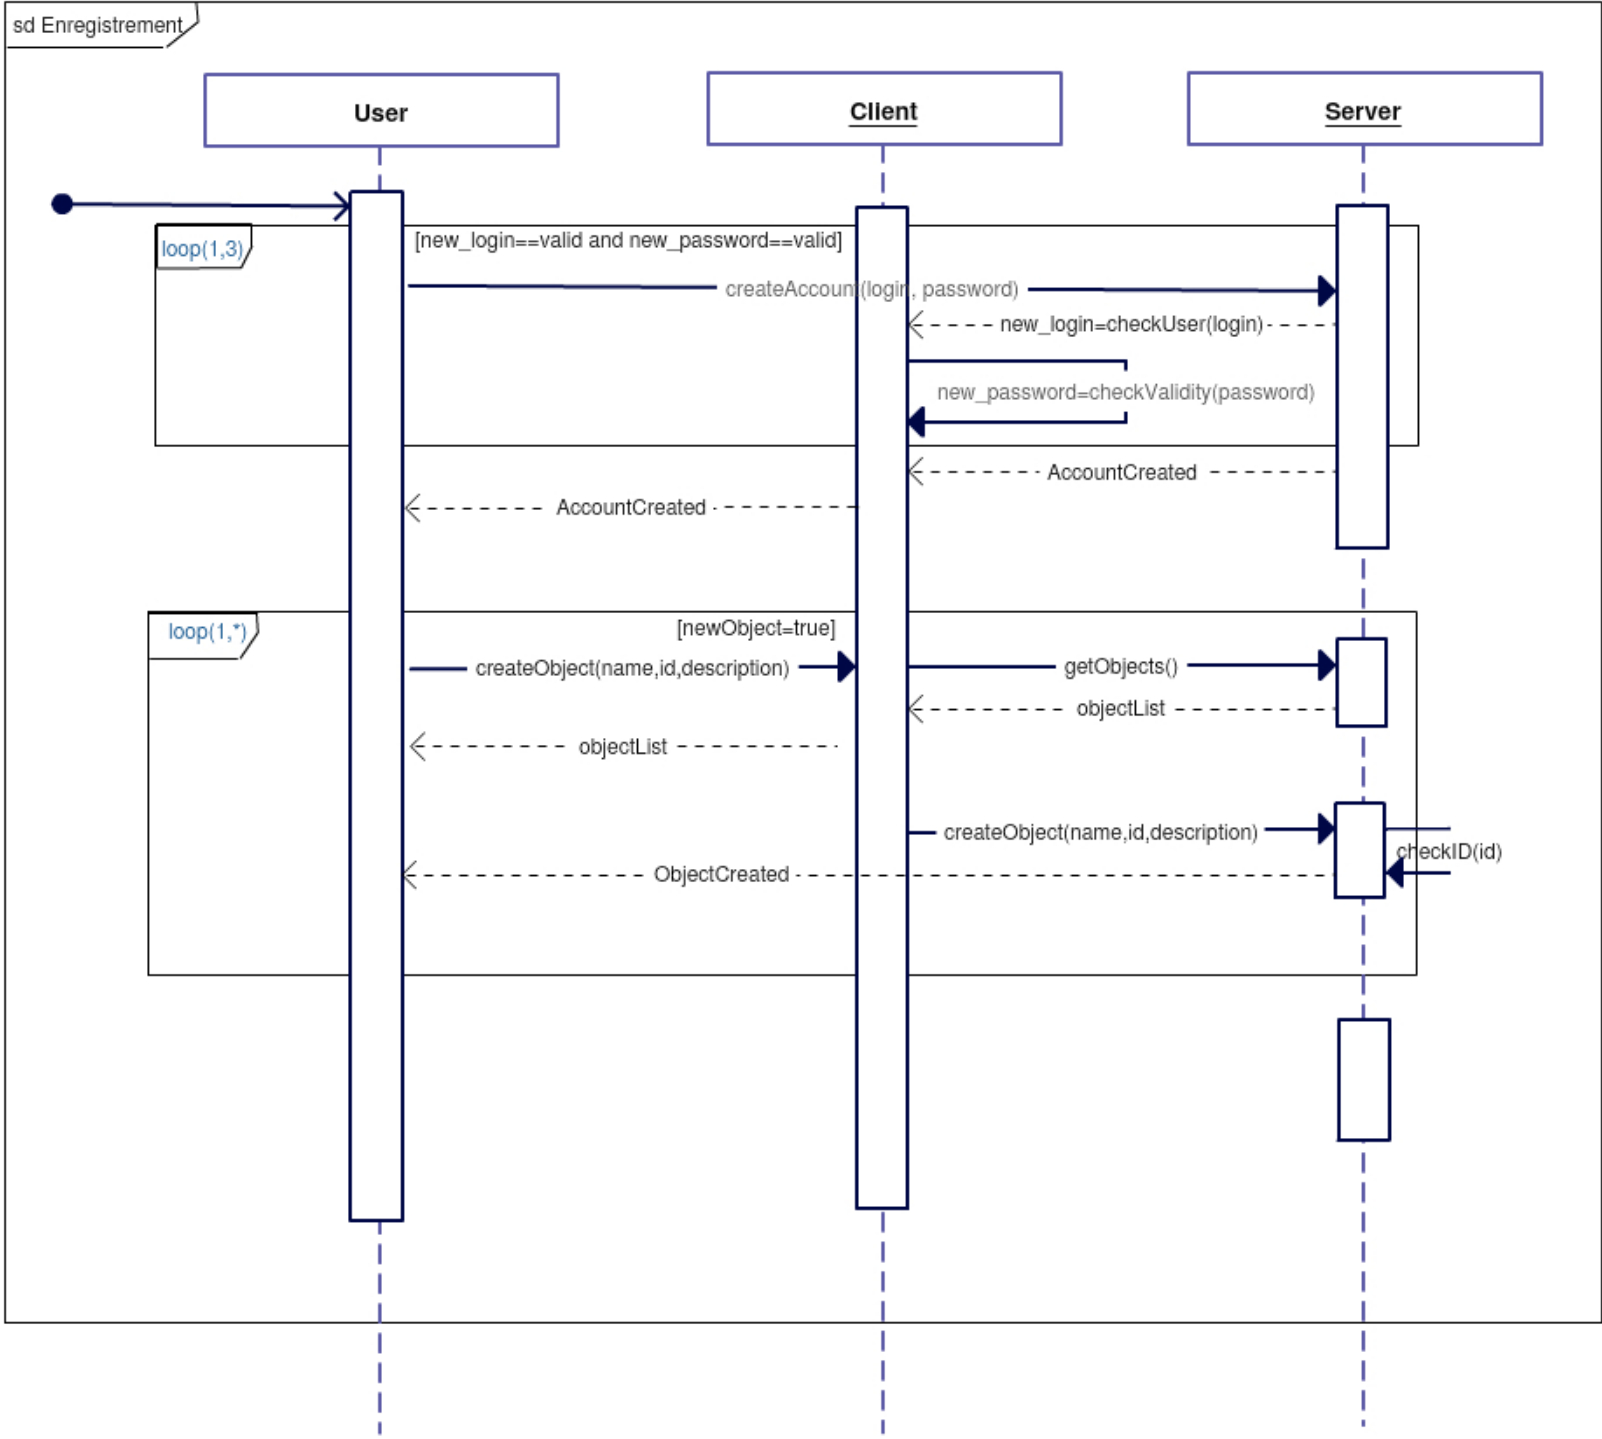 sd Enregistrement
User
Client
Server
loop(1,3)
[new_login==valid and new_password==valid]
createAccount(login, password)
new_login=checkUser(login)
new_password=checkValidity(password)
AccountCreated
AccountCreated
loop(1,*)
[newObject=true]
createObject(name,id,description)
getObjects()
objectList
objectList
createObject(name,id,description)
checkID(id)
ObjectCreated